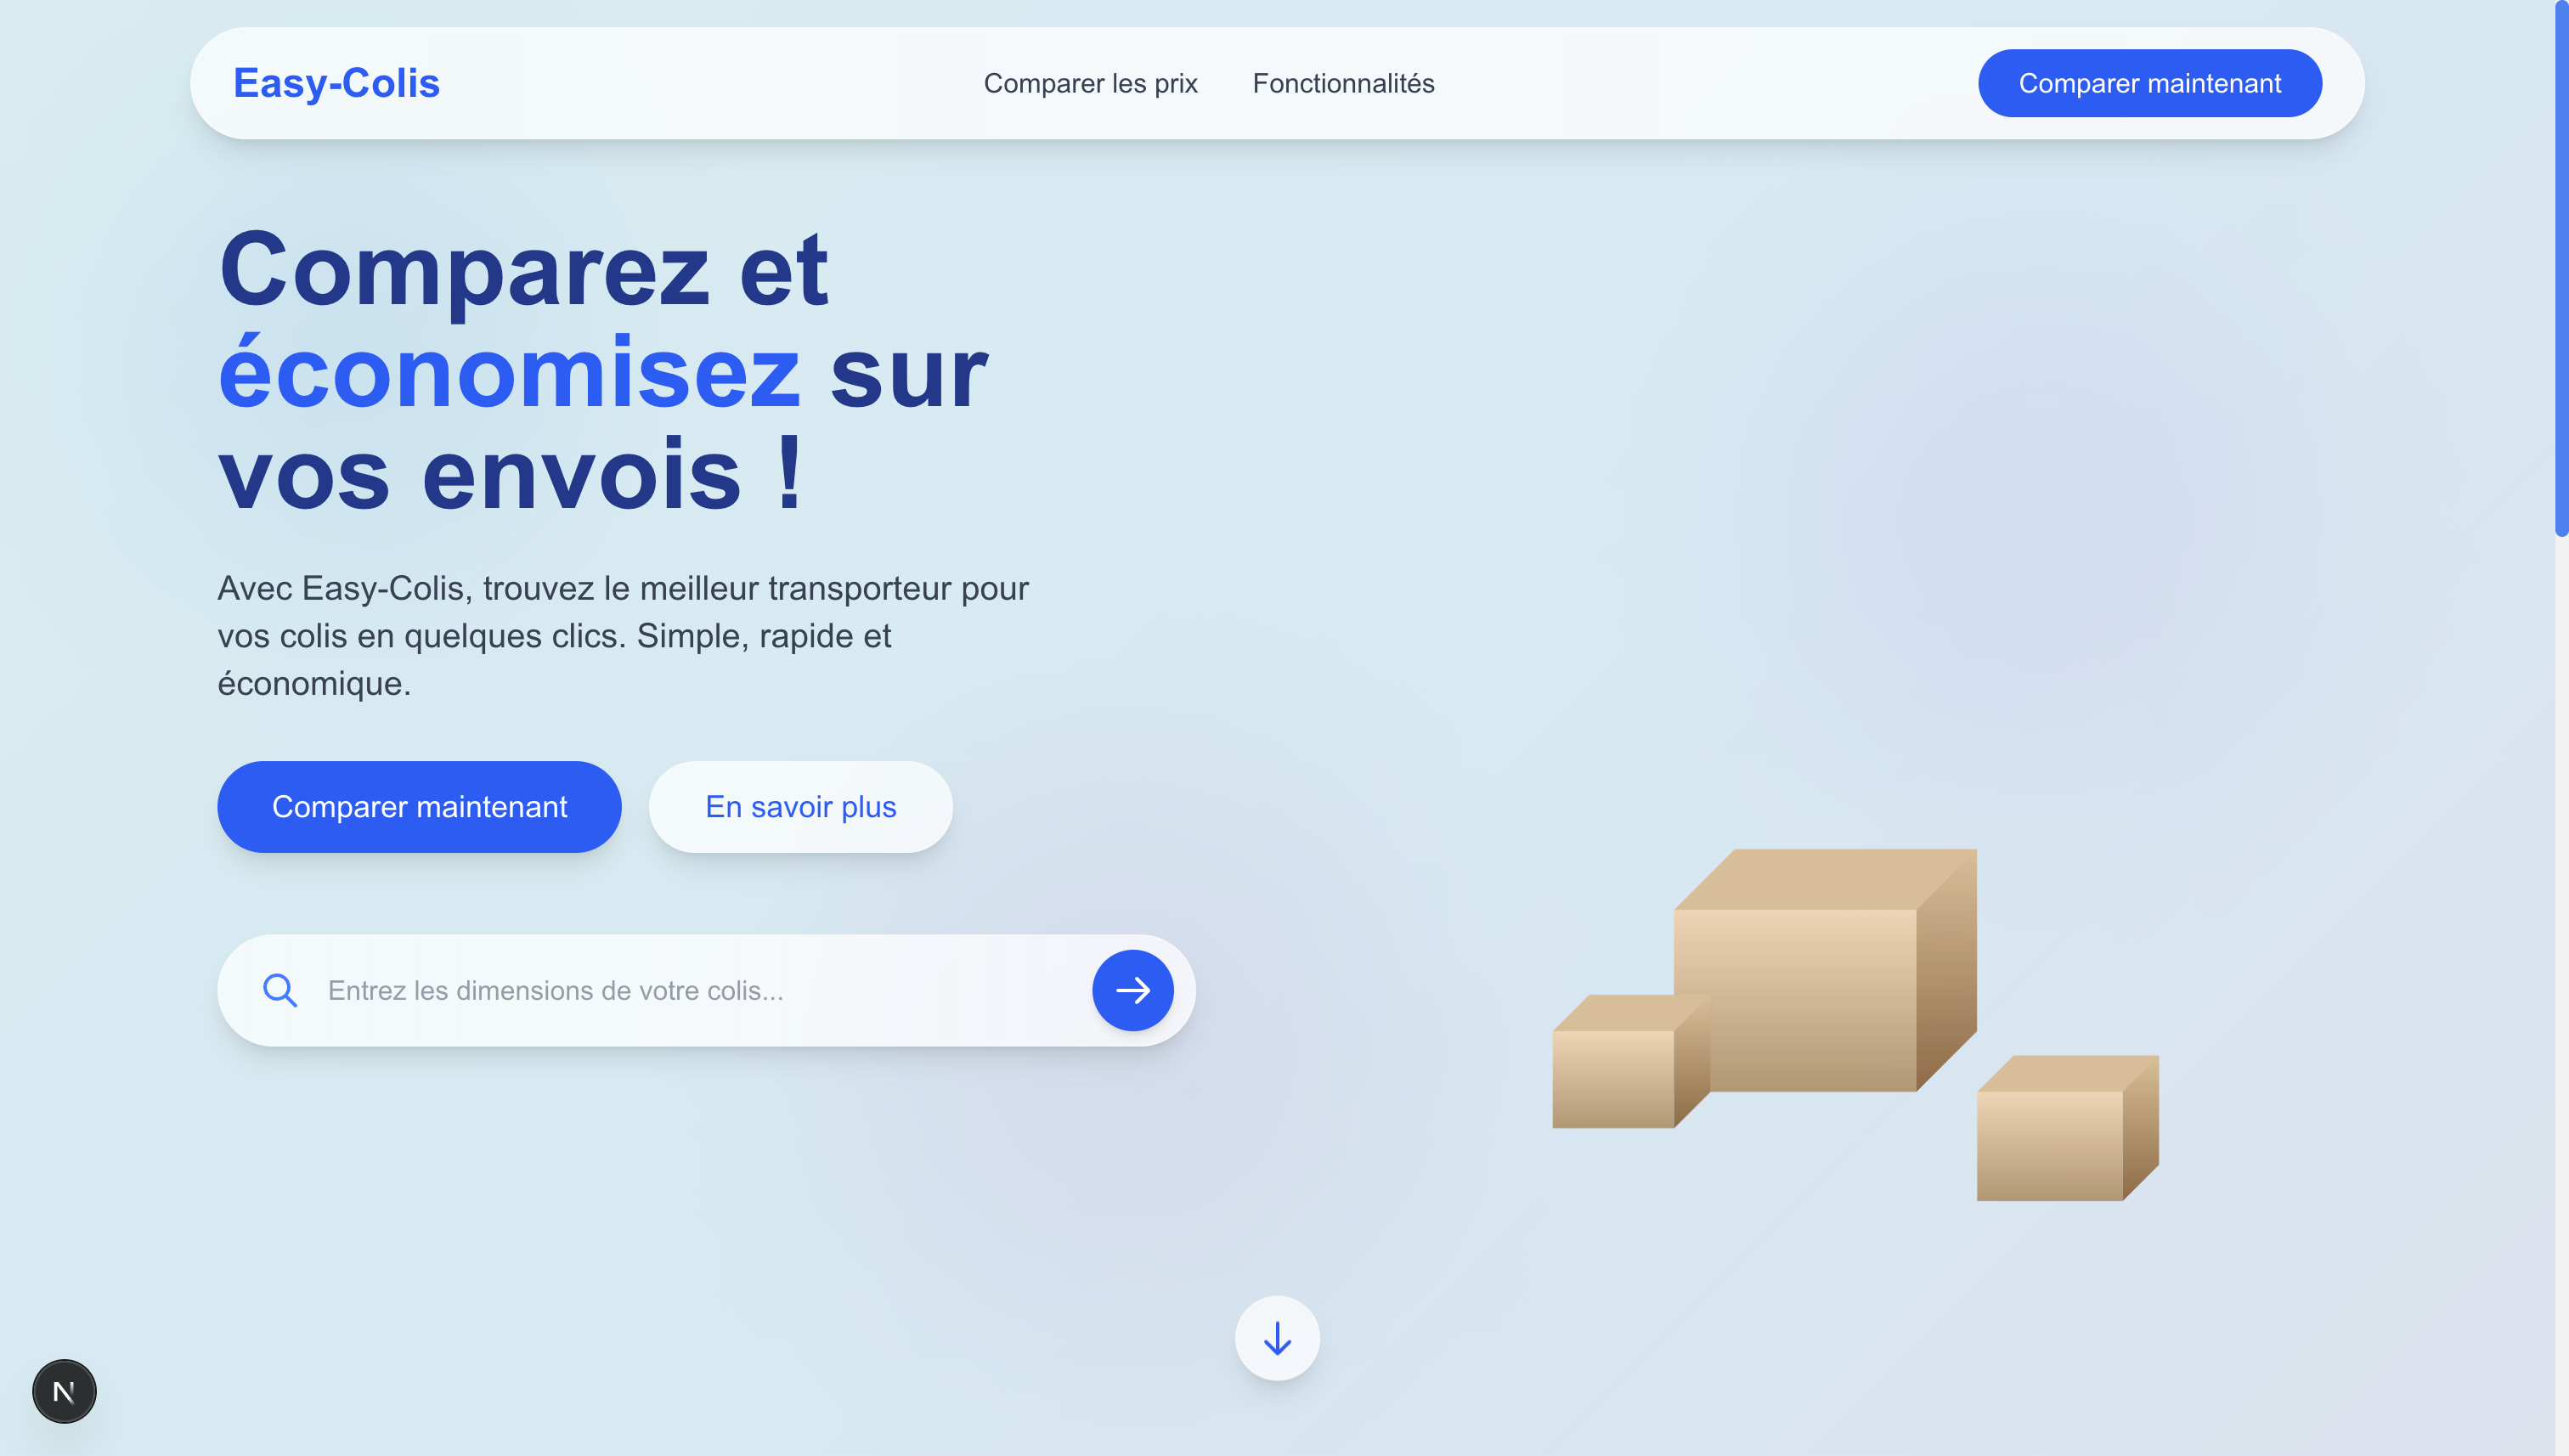 Easy-Colis
Comparer les prix
Fonctionnalités
Comparer maintenant
Comparez et
économisez sur
vos envois !
Avec Easy-Colis, trouvez le meilleur transporteur pour
vos colis en quelques clics. Simple, rapide et
économique.
Comparer maintenant
En savoir plus
Entrez les dimensions de votre colis...
N